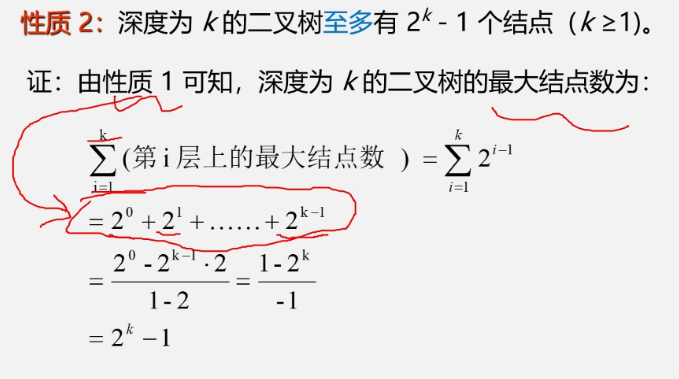 性质 2：深度为 k 的二叉树至多有 2^k - 1 个结点（k ≥1)。
证：由性质 1 可知，深度为 k 的二叉树的最大结点数为：
\sum_{i=1}^{k} (第 i 层上的最大结点数 ) = \sum_{i=1}^{k} 2^{i-1}
= 2^0 + 2^1 + ...... + 2^{k-1}
= \frac{2^0 - 2^{k-1} \cdot 2}{1-2} = \frac{1-2^k}{-1}
= 2^k - 1